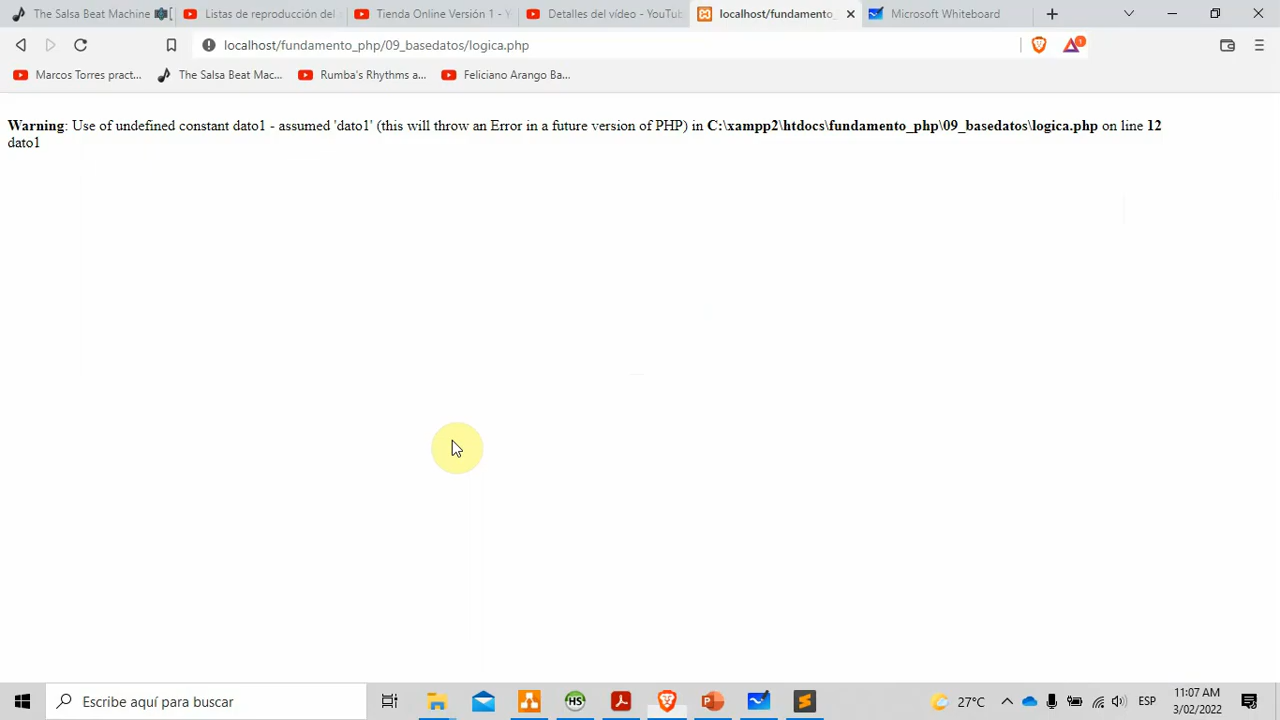 The Salsa Beat Machine
Listas de reproducción del
Tienda Online Versión 1 - Y
Detalles del vídeo - YouTu
localhost/fundamento_
Microsoft Whiteboard
localhost/fundamento_php/09_basedatos/logica.php
1
Marcos Torres pract...
The Salsa Beat Mac...
Rumba's Rhythms a...
Feliciano Arango Ba...
Warning: Use of undefined constant dato1 - assumed 'dato1' (this will throw an Error in a future version of PHP) in C:\xampp2\htdocs\fundamento_php\09_basedatos\logica.php on line 12
dato1
Escribe aquí para buscar
HS
27°C
ESP
11:07 AM
3/02/2022